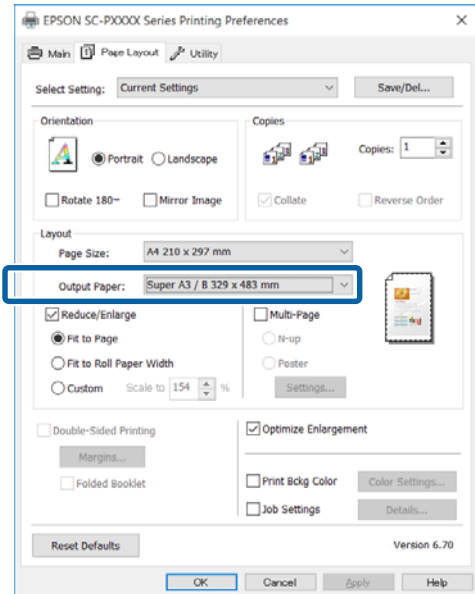 EPSON SC-PXXXX Series Printing Preferences
Main Page Layout Utility
Select Setting: Current Settings Save/Del...
Orientation Copies
Portrait Landscape Copies: 1
Rotate 180° Mirror Image Collate Reverse Order
Layout
Page Size: A4 210 x 297 mm
Output Paper: Super A3 / B 329 x 483 mm
Reduce/Enlarge Multi-Page
Fit to Page N-up
Fit to Roll Paper Width Poster
Custom Scale to 154 % Settings...
Double-Sided Printing Optimize Enlargement
Margins...
Folded Booklet Print Bckg Color Color Settings...
Job Settings Details...
Reset Defaults Version 6.70
OK Cancel Apply Help